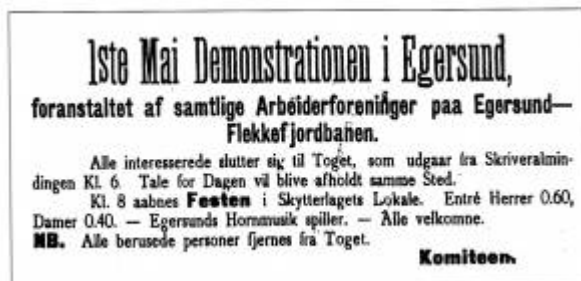 1ste Mai Demonstrationen i Egersund,
foranstaltet af samtlige Arbeiderforeninger paa Egersund—
Flekkefjordbanen.
Alle interesserede slutter sig til Toget, som udgaar fra Skriveralmin-
dingen Kl. 6. Tale for Dagen vil blive afholdt samme Sted.
Kl. 8 aabnes Festen i Skytterlagets Lokale. Entré Herrer 0.60,
Damer 0.40. — Egersunds Hornmusik spiller. — Alle velkomne.
NB. Alle berusede personer fjernes fra Toget.
Komiteen.